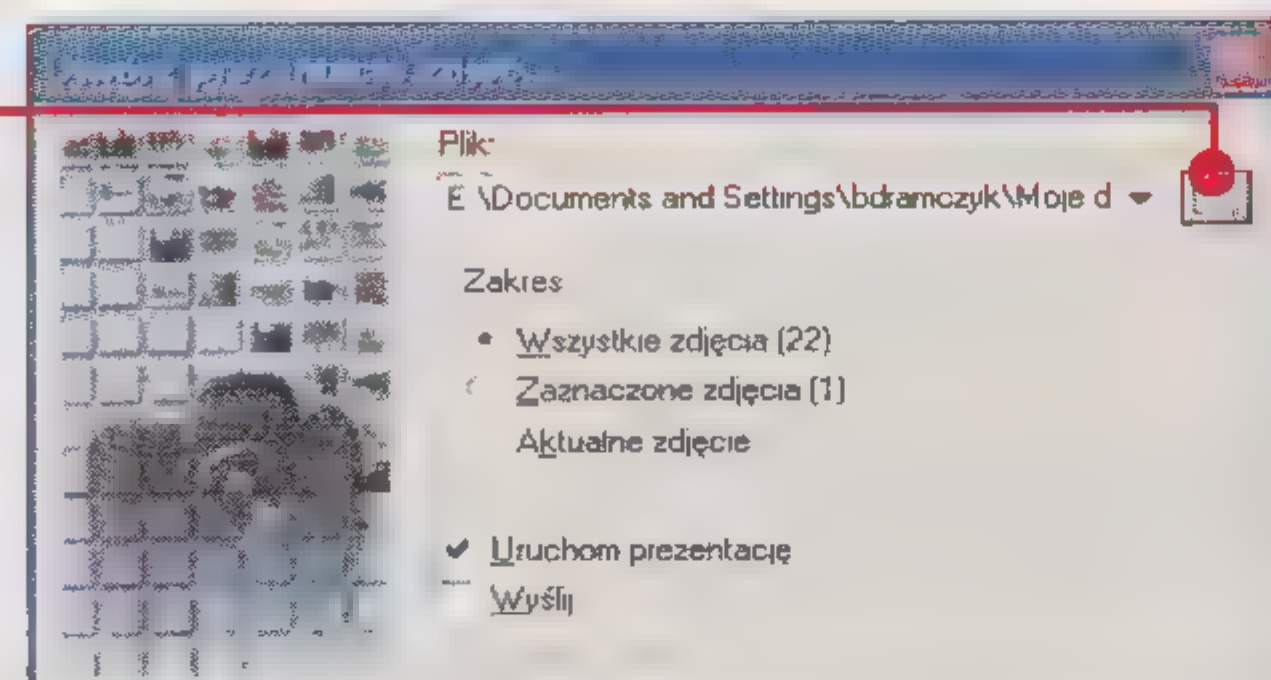 Plik:
E \Documents and Settings\bdramczyk\Moje d
Zakres
Wszystkie zdjęcia (22)
Zaznaczone zdjęcia (1)
Aktualne zdjęcie
Uruchom prezentację
Wyślij